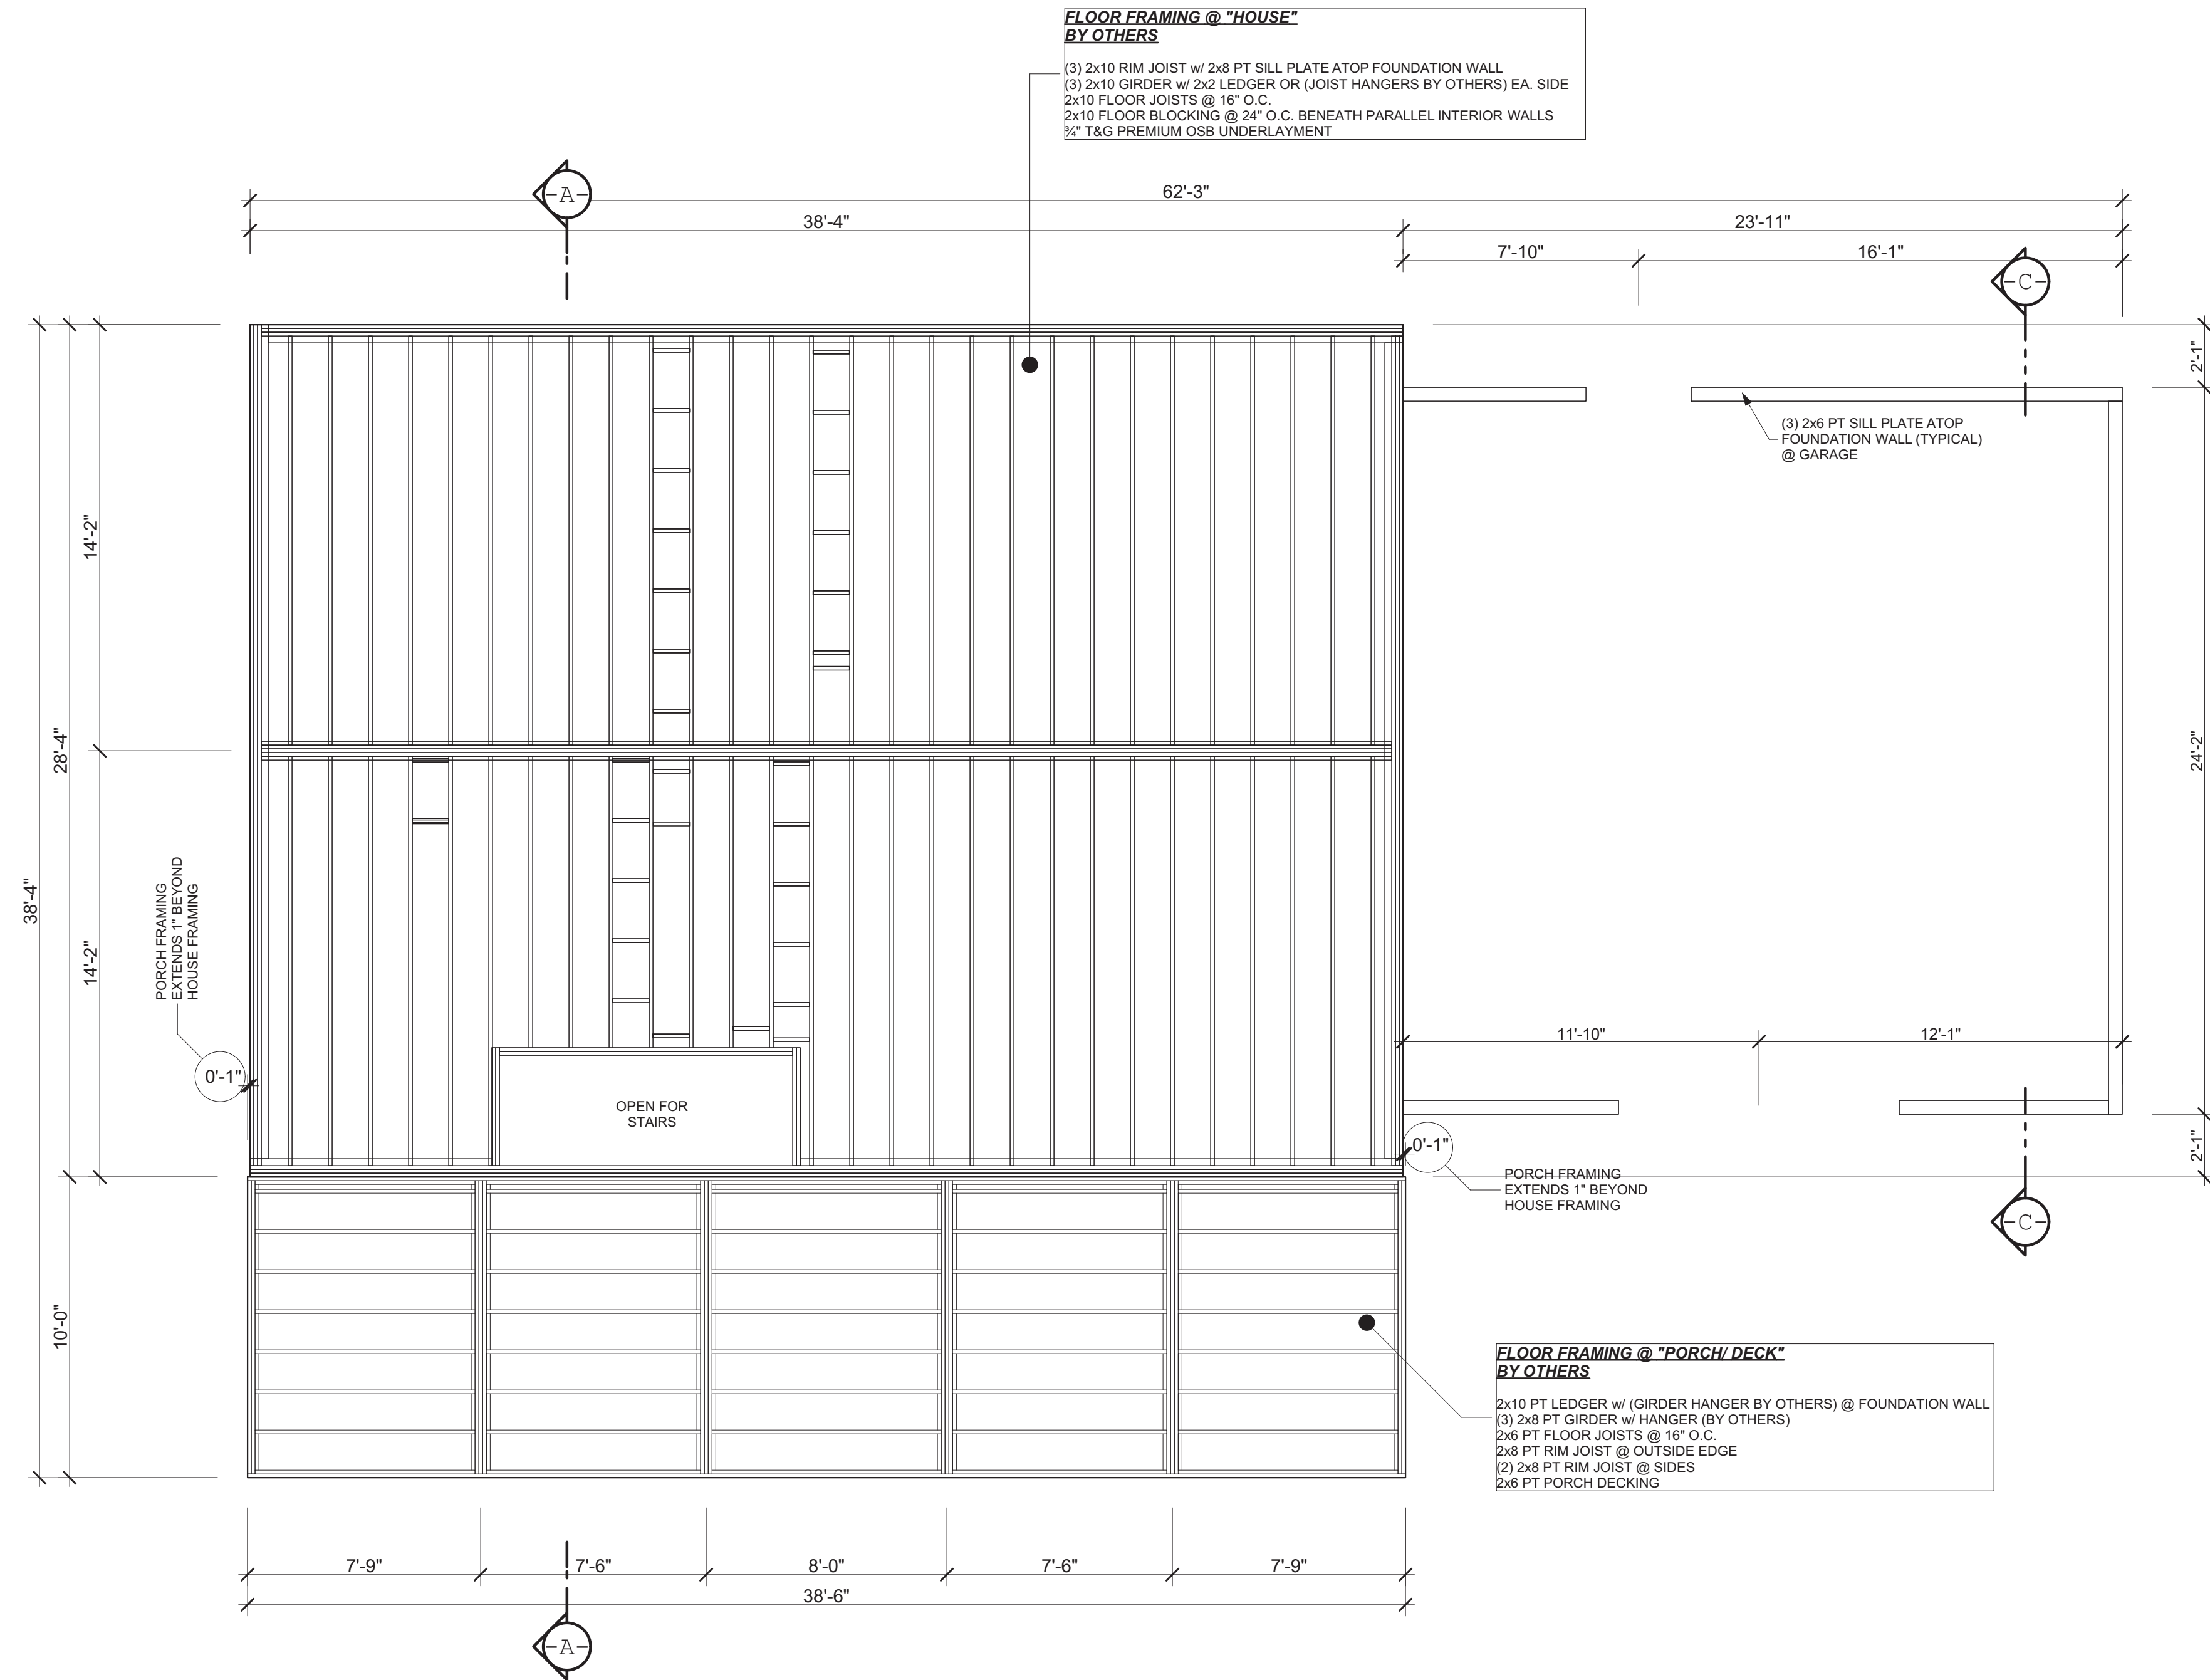 FLOOR FRAMING @ "HOUSE"
BY OTHERS
(3) 2x10 RIM JOIST w/ 2x8 PT SILL PLATE ATOP FOUNDATION WALL
(3) 2x10 GIRDER w/ 2x2 LEDGER OR (JOIST HANGERS BY OTHERS) EA. SIDE
2x10 FLOOR JOISTS @ 16" O.C.
2x10 FLOOR BLOCKING @ 24" O.C. BENEATH PARALLEL INTERIOR WALLS
¾" T&G PREMIUM OSB UNDERLAYMENT
A
62'-3"
38'-4"
23'-11"
7'-10"
16'-1"
C
2'-1"
(3) 2x6 PT SILL PLATE ATOP
FOUNDATION WALL (TYPICAL)
@ GARAGE
14'-2"
28'-4"
38'-4"
24'-2"
PORCH FRAMING
EXTENDS 1" BEYOND
HOUSE FRAMING
14'-2"
0'-1"
11'-10"
12'-1"
OPEN FOR
STAIRS
0'-1"
2'-1"
PORCH FRAMING
EXTENDS 1" BEYOND
HOUSE FRAMING
C
10'-0"
FLOOR FRAMING @ "PORCH/ DECK"
BY OTHERS
2x10 PT LEDGER w/ (GIRDER HANGER BY OTHERS) @ FOUNDATION WALL
(3) 2x8 PT GIRDER w/ HANGER (BY OTHERS)
2x6 PT FLOOR JOISTS @ 16" O.C.
2x8 PT RIM JOIST @ OUTSIDE EDGE
(2) 2x8 PT RIM JOIST @ SIDES
2x6 PT PORCH DECKING
7'-9"
7'-6"
8'-0"
7'-6"
7'-9"
38'-6"
A